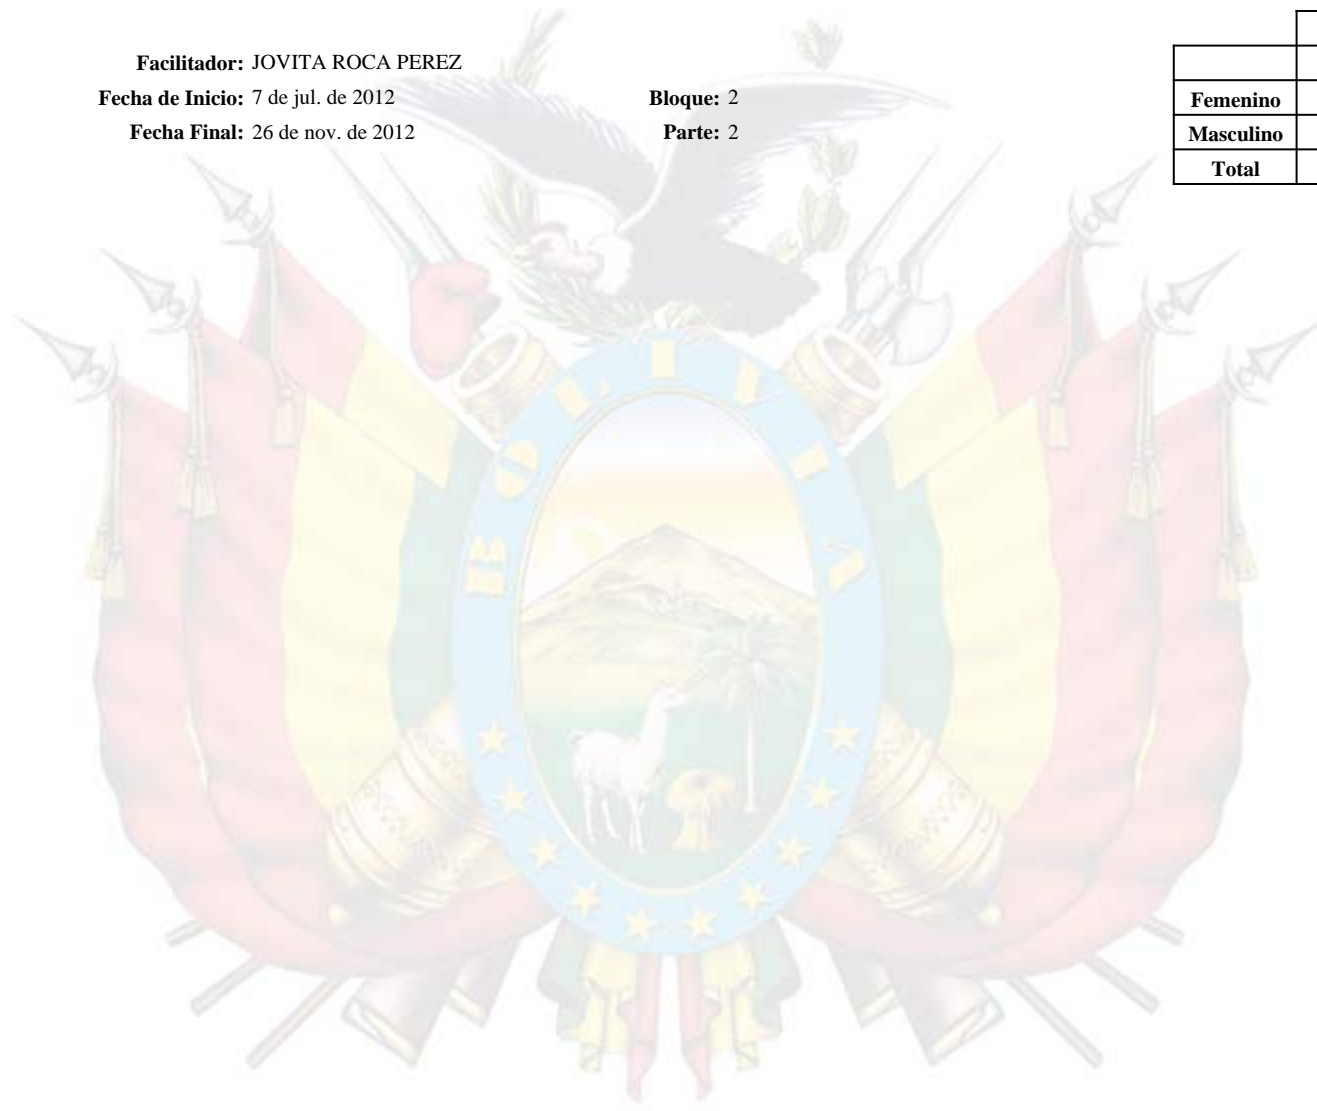 Facilitador: JOVITA ROCA PEREZ
Fecha de Inicio: 7 de jul. de 2012 Bloque: 2
Fecha Final: 26 de nov. de 2012 Parte: 2
Femenino
Masculino
Total
BOLIVIA